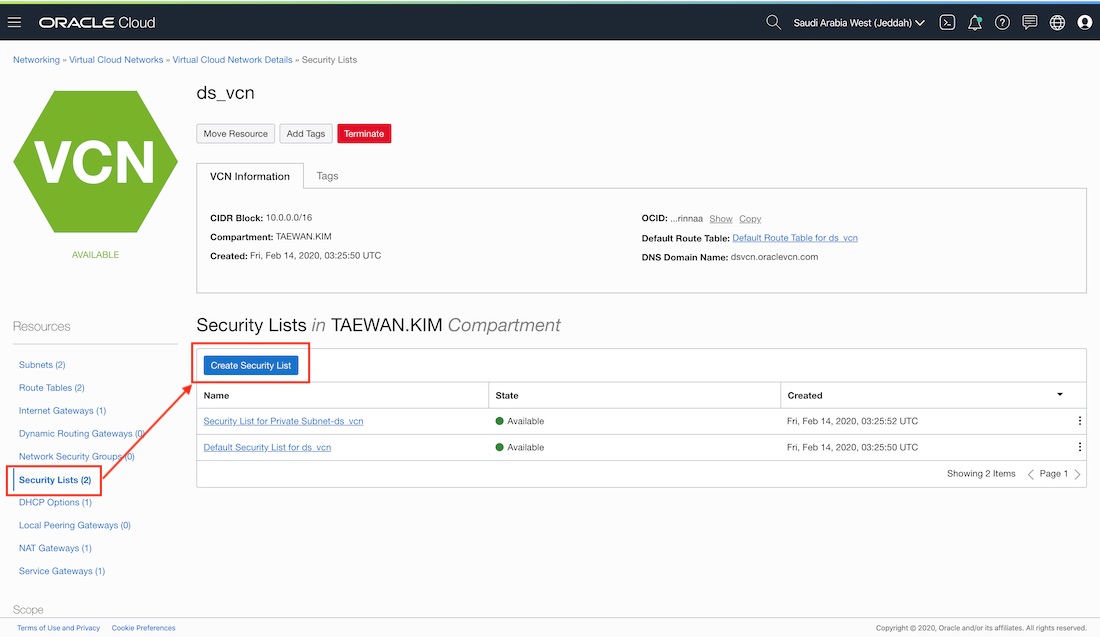 ORACLE Cloud
Saudi Arabia West (Jeddah)
Networking » Virtual Cloud Networks » Virtual Cloud Network Details » Security Lists
VCN
AVAILABLE
ds_vcn
Move Resource Add Tags Terminate
VCN Information Tags
CIDR Block: 10.0.0.0/16
Compartment: TAEWAN.KIM
Created: Fri, Feb 14, 2020, 03:25:50 UTC
OCID: ...rinnaa Show Copy
Default Route Table: Default Route Table for ds_vcn
DNS Domain Name: dsvcn.oraclevcn.com
Resources
Subnets (2)
Route Tables (2)
Internet Gateways (1)
Dynamic Routing Gateways (0)
Network Security Groups (0)
Security Lists (2)
DHCP Options (1)
Local Peering Gateways (0)
NAT Gateways (1)
Service Gateways (1)
Scope
Security Lists in TAEWAN.KIM Compartment
Create Security List
Name State Created
Security List for Private Subnet-ds_vcn Available Fri, Feb 14, 2020, 03:25:52 UTC
Default Security List for ds_vcn Available Fri, Feb 14, 2020, 03:25:50 UTC
Showing 2 Items Page 1
Terms of Use and Privacy Cookie Preferences
Copyright © 2020, Oracle and/or its affiliates. All rights reserved.